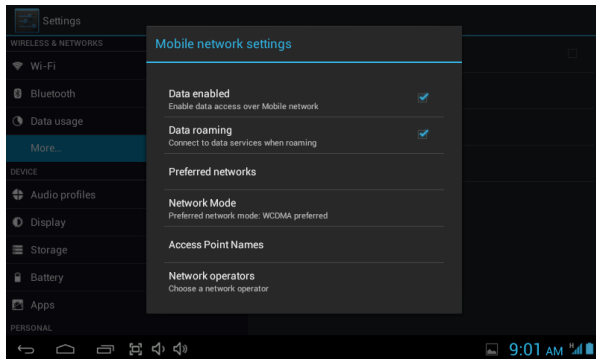 Settings
WIRELESS & NETWORKS
Wi-Fi
Bluetooth
Data usage
More...
DEVICE
Audio profiles
Display
Storage
Battery
Apps
PERSONAL
Mobile network settings
Data enabled
Enable data access over Mobile network
Data roaming
Connect to data services when roaming
Preferred networks
Network Mode
Preferred network mode: WCDMA preferred
Access Point Names
Network operators
Choose a network operator
9:01 AM
H